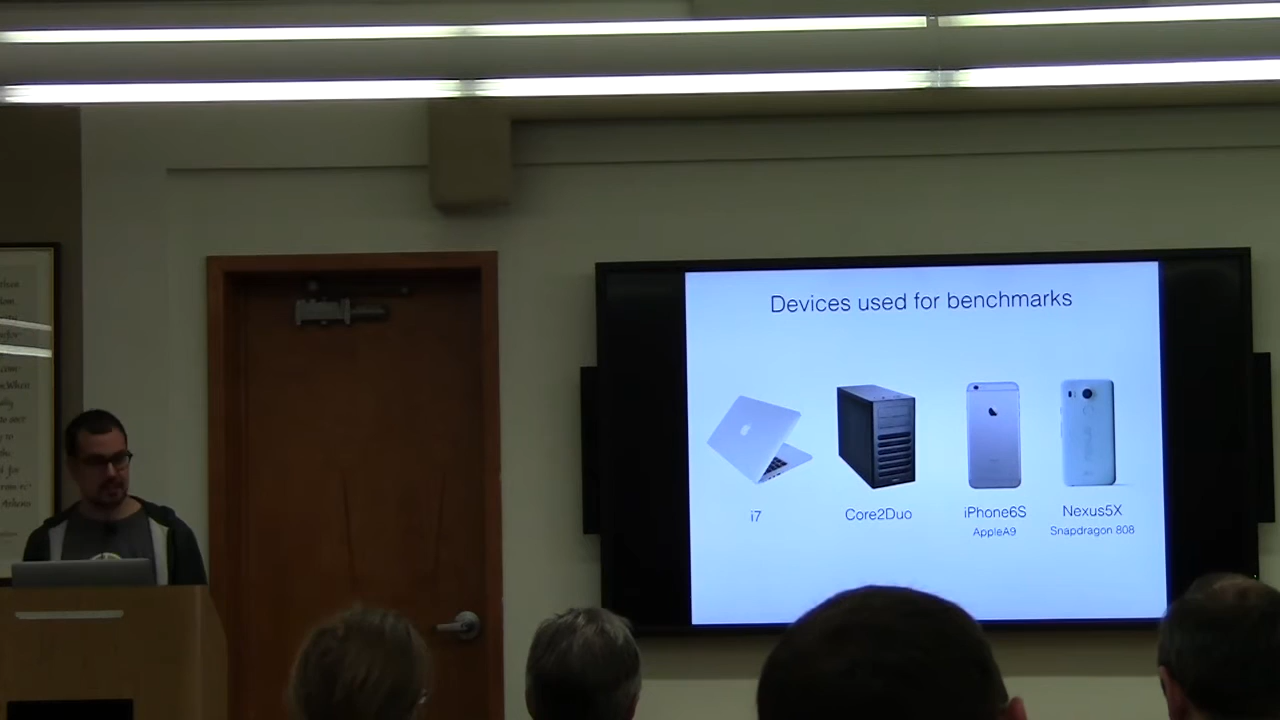 Devices used for benchmarks
i7
Core2Duo
iPhone6S
Nexus5X
AppleA9
Snapdragon 808